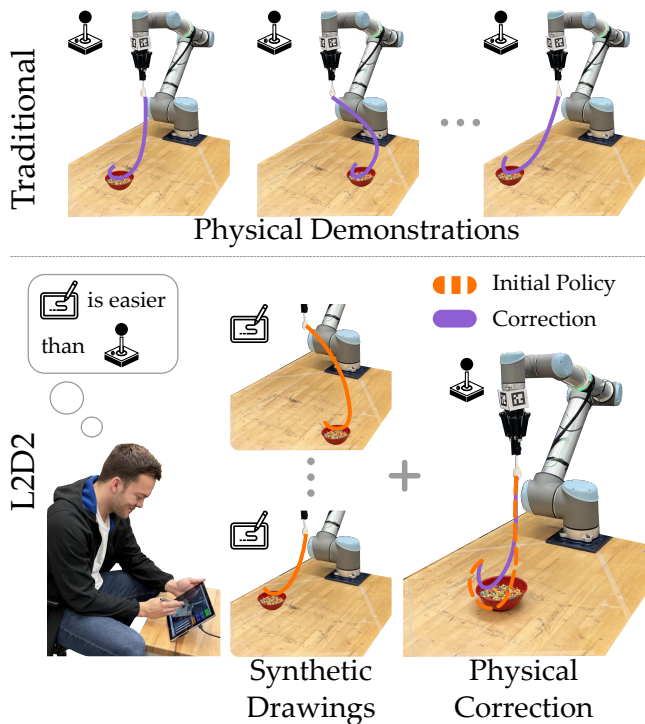 Traditional
Physical Demonstrations
is easier
than
Initial Policy
Correction
L2D2
Synthetic
Drawings
Physical
Correction